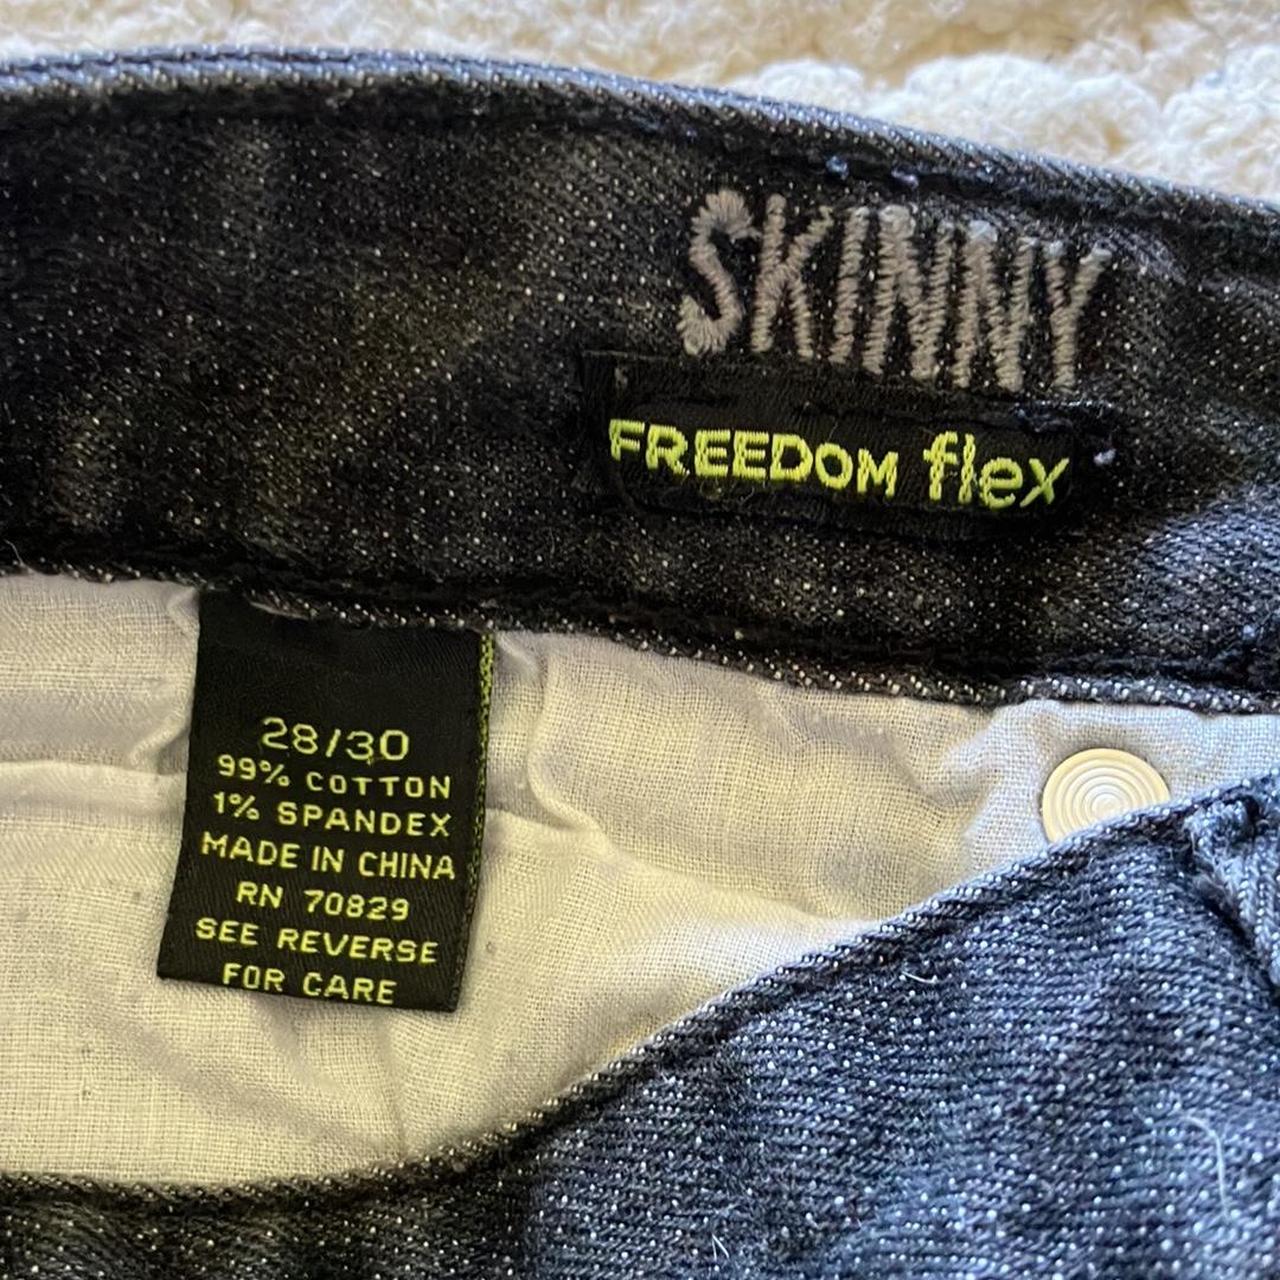 SKINNY
FREEDOM flex
28/30
99% COTTON
1% SPANDEX
MADE IN CHINA
RN 70829
SEE REVERSE
FOR CARE